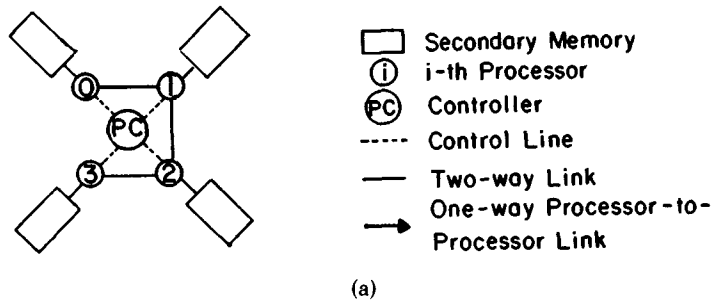 0
1
PC
3
2
Secondary Memory
i i-th Processor
PC Controller
Control Line
Two-way Link
One-way Processor-to-
Processor Link
(a)